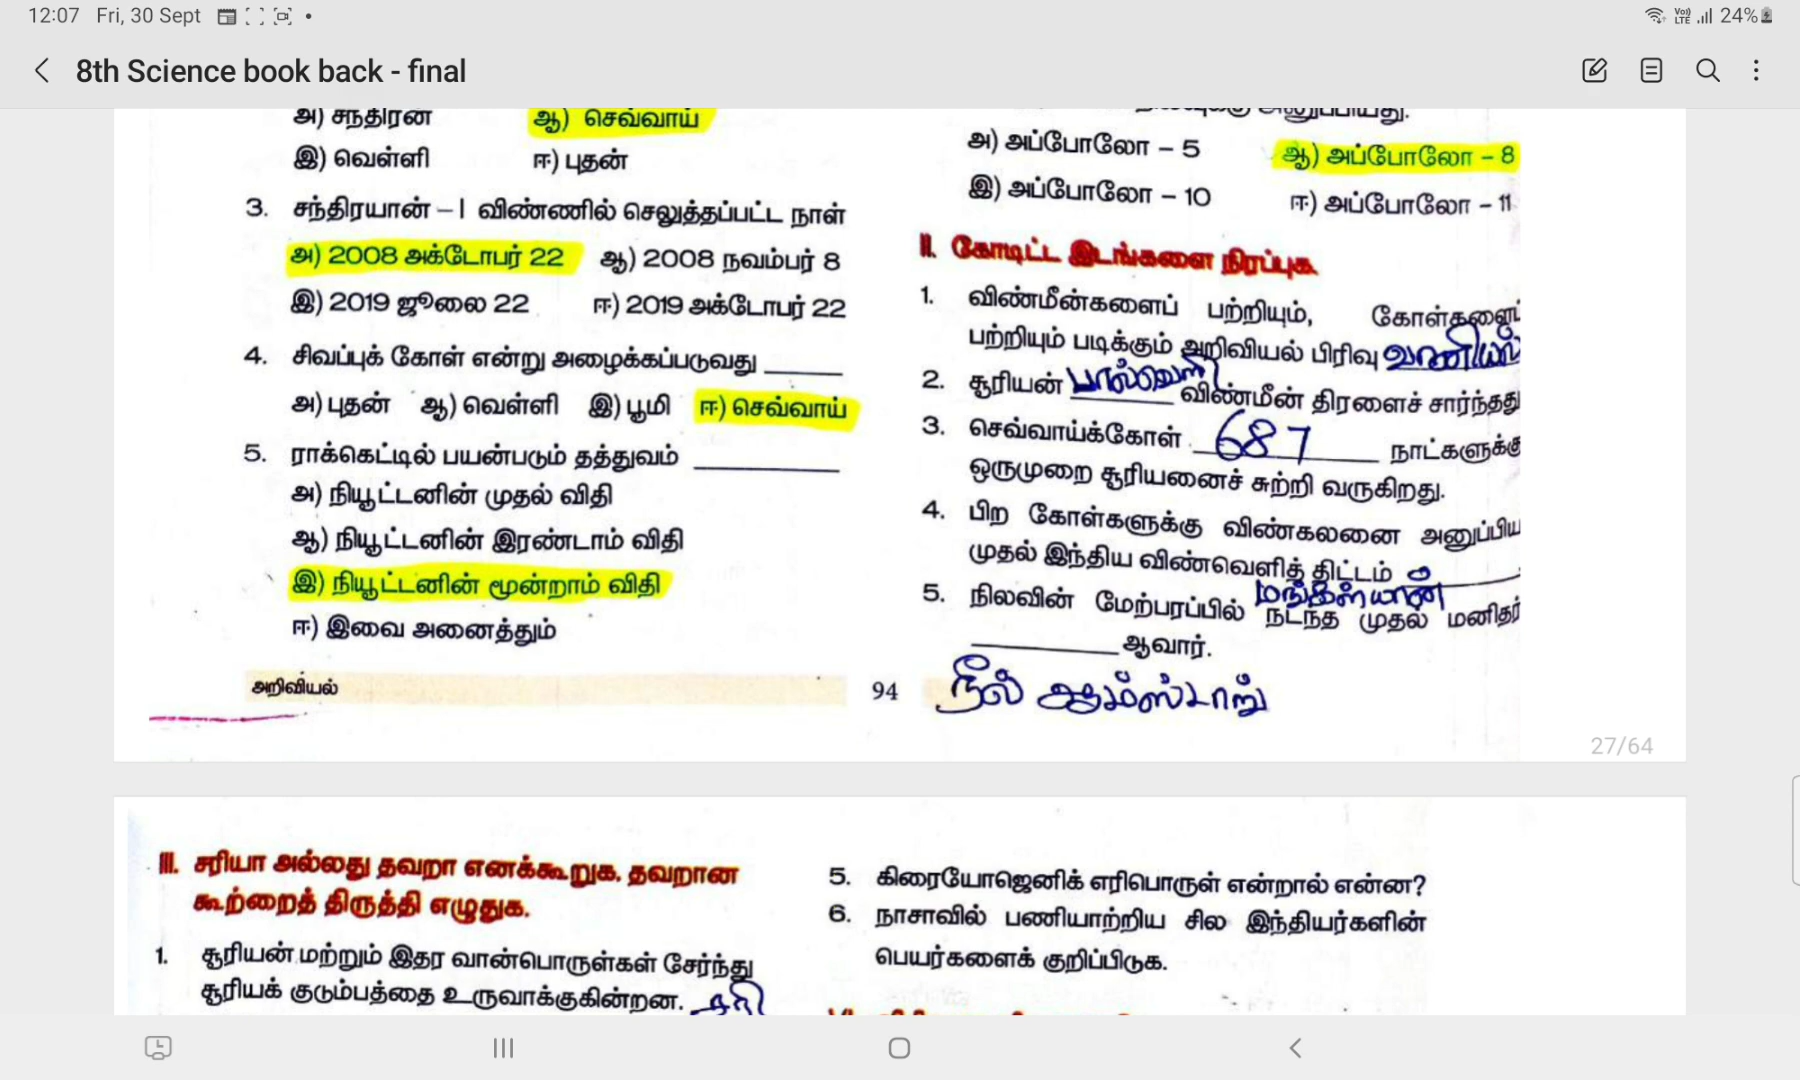 12:07 Fri, 30 Sept
24%
8th Science book back - final
அ) சந்திரன் ஆ) செவ்வாய்
இ) வெள்ளி ஈ) புதன்
3. சந்திரயான் – I விண்ணில் செலுத்தப்பட்ட நாள்
அ) 2008 அக்டோபர் 22 ஆ) 2008 நவம்பர் 8
இ) 2019 ஜூலை 22 ஈ) 2019 அக்டோபர் 22
4. சிவப்புக் கோள் என்று அழைக்கப்படுவது
அ) புதன் ஆ) வெள்ளி இ) பூமி ஈ) செவ்வாய்
5. ராக்கெட்டில் பயன்படும் தத்துவம்
அ) நியூட்டனின் முதல் விதி
ஆ) நியூட்டனின் இரண்டாம் விதி
இ) நியூட்டனின் மூன்றாம் விதி
ஈ) இவை அனைத்தும்
அறிவியல்
94
அ) அப்போலோ – 5 ஆ) அப்போலோ – 8
இ) அப்போலோ – 10 ஈ) அப்போலோ – 11
II. கோடிட்ட இடங்களை நிரப்புக
1. விண்மீன்களைப் பற்றியும், கோள்களைப்
பற்றியும் படிக்கும் அறிவியல் பிரிவு வானியல்
2. சூரியன் பால்வெளி விண்மீன் திரளைச் சார்ந்தது
3. செவ்வாய்க்கோள் 687 நாட்களுக்கு
ஒருமுறை சூரியனைச் சுற்றி வருகிறது.
4. பிற கோள்களுக்கு விண்கலனை அனுப்பிய
முதல் இந்திய விண்வெளித் திட்டம்
மங்கள்யான்
5. நிலவின் மேற்பரப்பில் நடந்த முதல் மனிதர்
ஆவார்.
நீல் ஆம்ஸ்டாங்
27/64
III. சரியா அல்லது தவறா எனக்கூறுக. தவறான
கூற்றைத் திருத்தி எழுதுக.
1. சூரியன் மற்றும் இதர வான்பொருள்கள் சேர்ந்து
சூரியக் குடும்பத்தை உருவாக்குகின்றன. சரி
5. கிரையோஜெனிக் எரிபொருள் என்றால் என்ன?
6. நாசாவில் பணியாற்றிய சில இந்தியர்களின்
பெயர்களைக் குறிப்பிடுக.